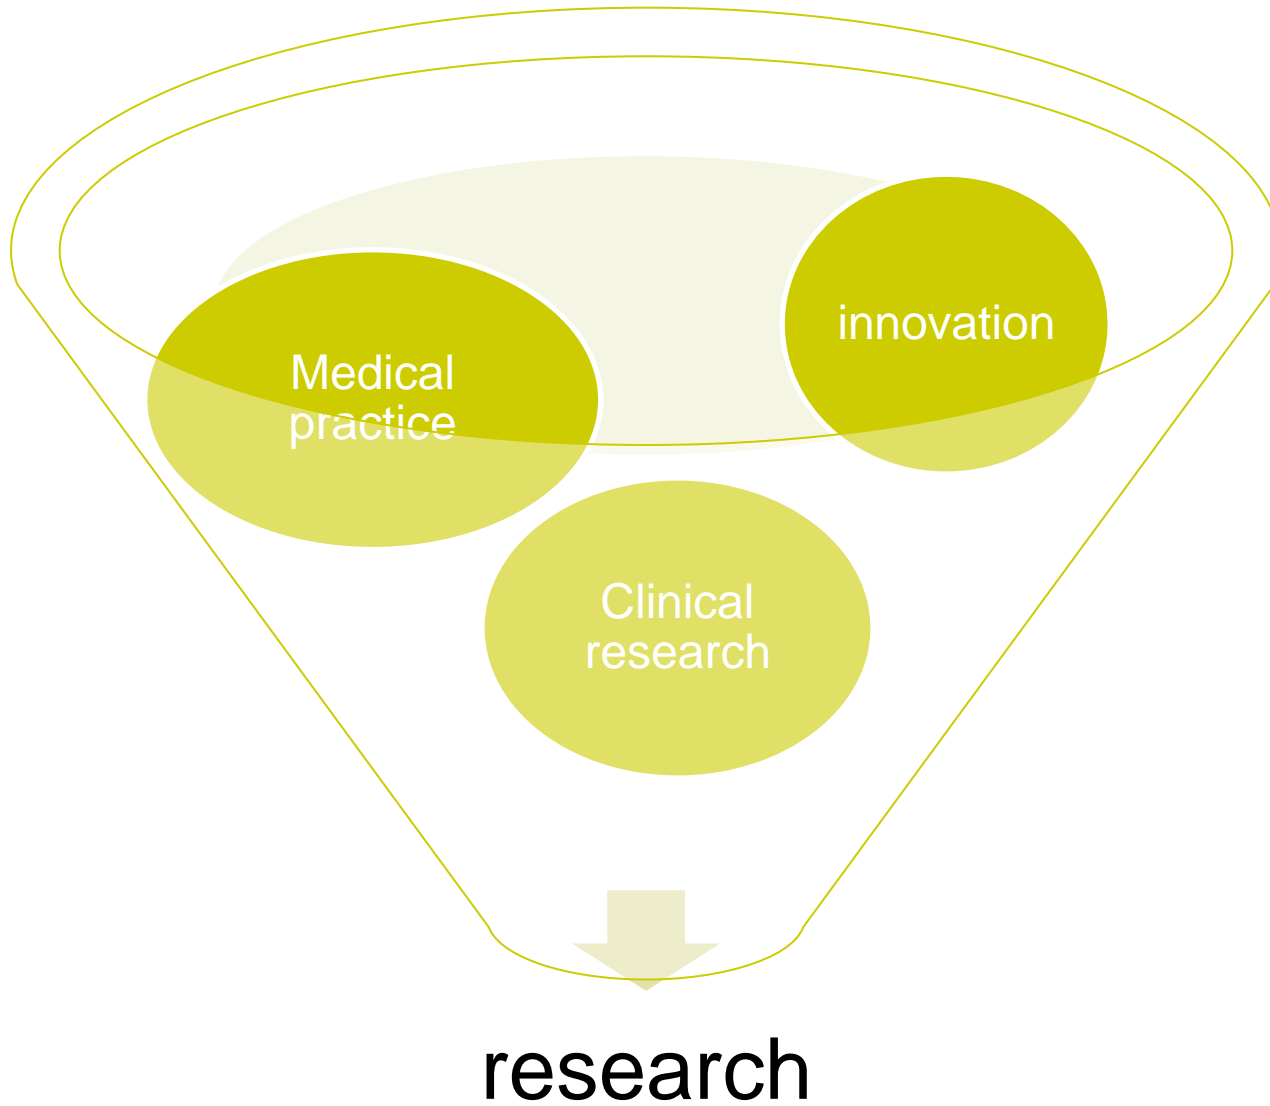 innovation
Medical
practice
Clinical
research
research